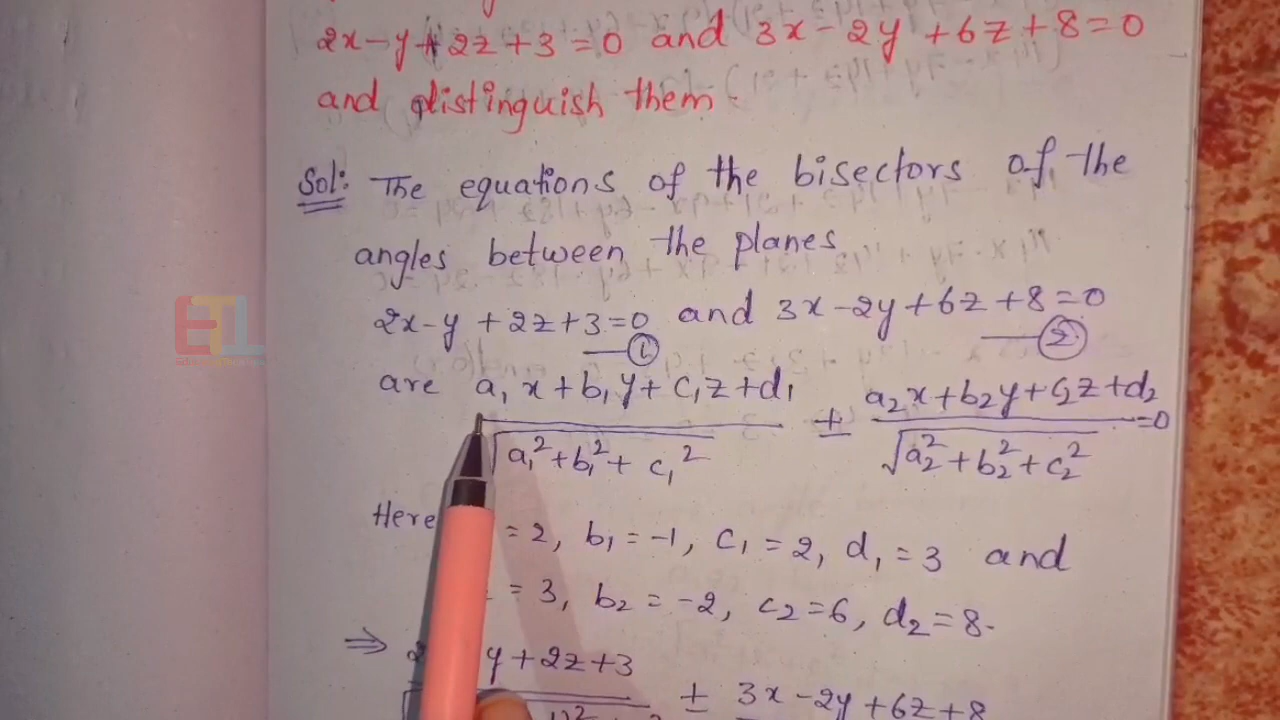 2x-y+2z+3=0 and 3x-2y+6z+8=0
and distinguish them.
Sol: The equations of the bisectors of the
angles between the planes
2x-y+2z+3=0 and 3x-2y+6z+8=0
—① —②
are a₁x+b₁y+c₁z+d₁ ± a₂x+b₂y+c₂z+d₂ =0
√a₁²+b₁²+c₁² √a₂²+b₂²+c₂²
Here =2, b₁=-1, c₁=2, d₁=3 and
=3, b₂=-2, c₂=6, d₂=8.
⇒ y+2z+3 ± 3x-2y+6z+8
ETL